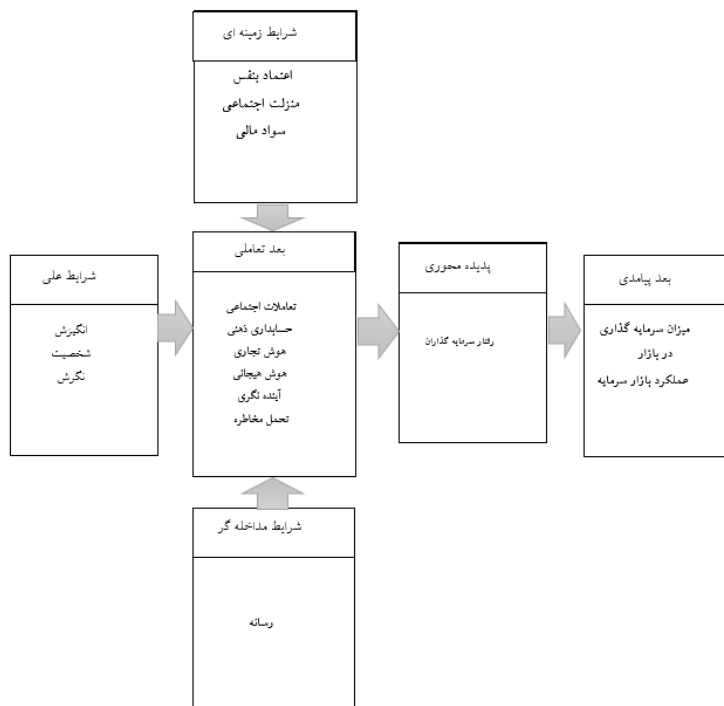 شرایط زمینه ای
اعتماد بنفس
منزلت اجتماعی
سواد مالی
شرایط علی
انگیزش
شخصیت
نگرش
بعد تعاملی
تعاملات اجتماعی
حسابداری ذهنی
هوش تجاری
هوش هیجانی
آینده نگری
تحمل مخاطره
پدیده محوری
رفتار سرمایه گذاران
بعد پیامدی
میزان سرمایه گذاری
در بازار
عملکرد بازار سرمایه
شرایط مداخله گر
رسانه